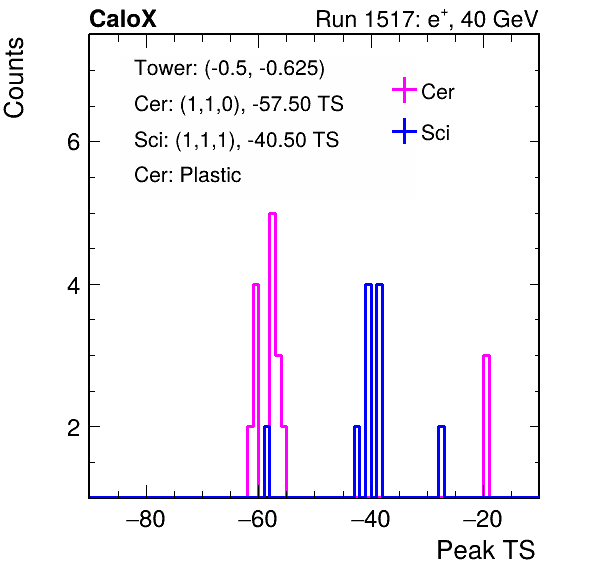 CaloX Run 1517: e⁺, 40 GeV
Counts
Tower: (-0.5, -0.625)
Cer: (1,1,0), -57.50 TS
Sci: (1,1,1), -40.50 TS
Cer: Plastic
Cer
Sci
6
4
2
−80 −60 −40 −20
Peak TS